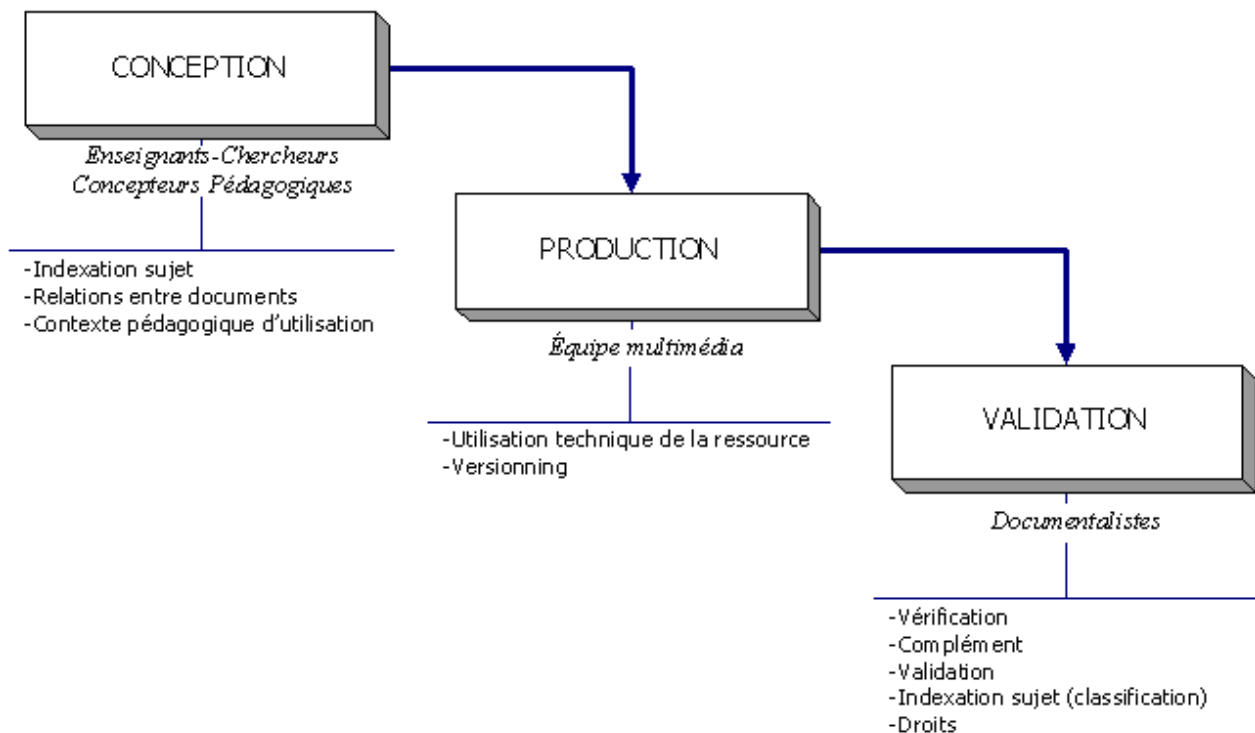 CONCEPTION
Enseignants-Chercheurs
Concepteurs Pédagogiques
-Indexation sujet
-Relations entre documents
-Contexte pédagogique d'utilisation
PRODUCTION
Équipe multimédia
-Utilisation technique de la ressource
-Versionning
VALIDATION
Documentalistes
-Vérification
-Complément
-Validation
-Indexation sujet (classification)
-Droits